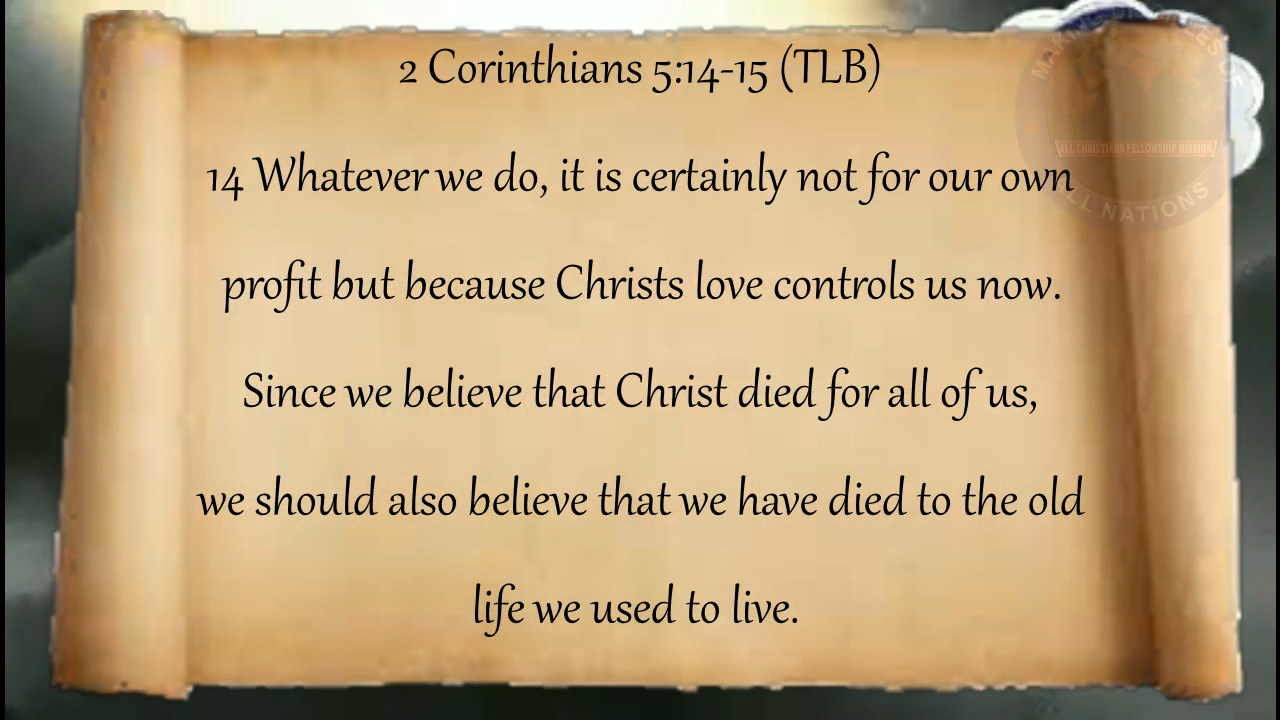 2 Corinthians 5:14-15 (TLB)
14 Whatever we do, it is certainly not for our own
profit but because Christs love controls us now.
Since we believe that Christ died for all of us,
we should also believe that we have died to the old
life we used to live.
ALL CHRISTIANS FELLOWSHIP MISSION
ALL NATIONS